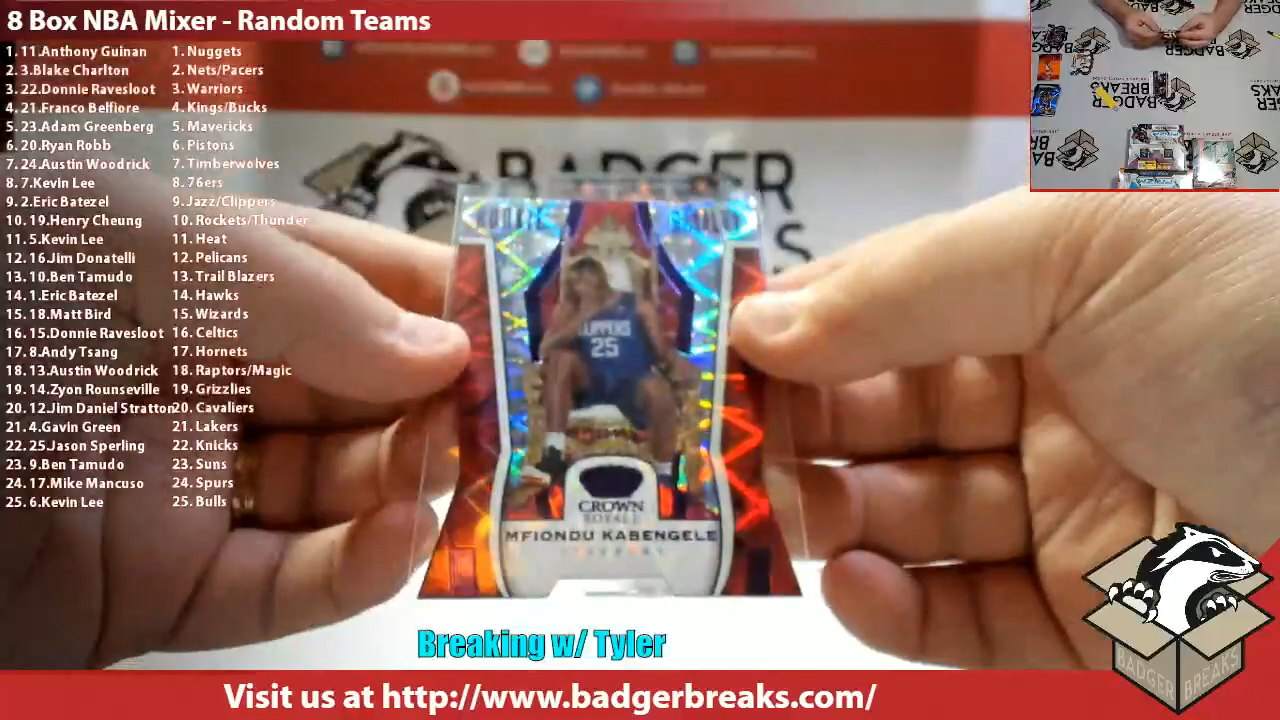 8 Box NBA Mixer - Random Teams
1. 11.Anthony Guinan 1. Nuggets
2. 3.Blake Charlton 2. Nets/Pacers
3. 22.Donnie Ravesloot 3. Warriors
4. 21.Franco Belfiore 4. Kings/Bucks
5. 23.Adam Greenberg 5. Mavericks
6. 20.Ryan Robb 6. Pistons
7. 24.Austin Woodrick 7. Timberwolves
8. 7.Kevin Lee 8. 76ers
9. 2.Eric Batezel 9. Jazz/Clippers
10. 19.Henry Cheung 10. Rockets/Thunder
11. 5.Kevin Lee 11. Heat
12. 16.Jim Donatelli 12. Pelicans
13. 10.Ben Tamudo 13. Trail Blazers
14. 1.Eric Batezel 14. Hawks
15. 18.Matt Bird 15. Wizards
16. 15.Donnie Ravesloot 16. Celtics
17. 8.Andy Tsang 17. Hornets
18. 13.Austin Woodrick 18. Raptors/Magic
19. 14.Zyon Rounseville 19. Grizzlies
20. 12.Jim Daniel Stratton 20. Cavaliers
21. 4.Gavin Green 21. Lakers
22. 25.Jason Sperling 22. Knicks
23. 9.Ben Tamudo 23. Suns
24. 17.Mike Mancuso 24. Spurs
25. 6.Kevin Lee 25. Bulls
BADGER
BADGER
BREAKS
BADGER
BREAKS
CLIPPERS
25
CROWN
ROYALE
MFIONDU KABENGELE
Breaking w/ Tyler
BADGER BREAKS
Visit us at http://www.badgerbreaks.com/